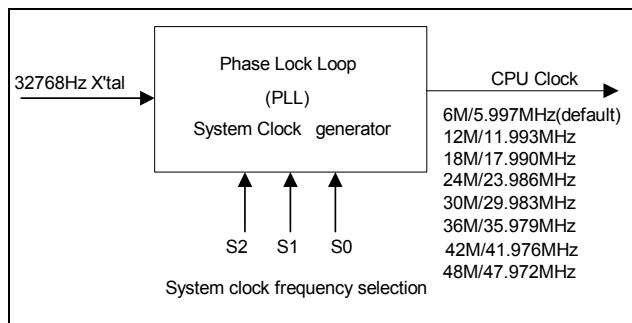 32768Hz X'tal
Phase Lock Loop
(PLL)
System Clock generator
CPU Clock
6M/5.997MHz(default)
12M/11.993MHz
18M/17.990MHz
24M/23.986MHz
30M/29.983MHz
36M/35.979MHz
42M/41.976MHz
48M/47.972MHz
S2 S1 S0
System clock frequency selection